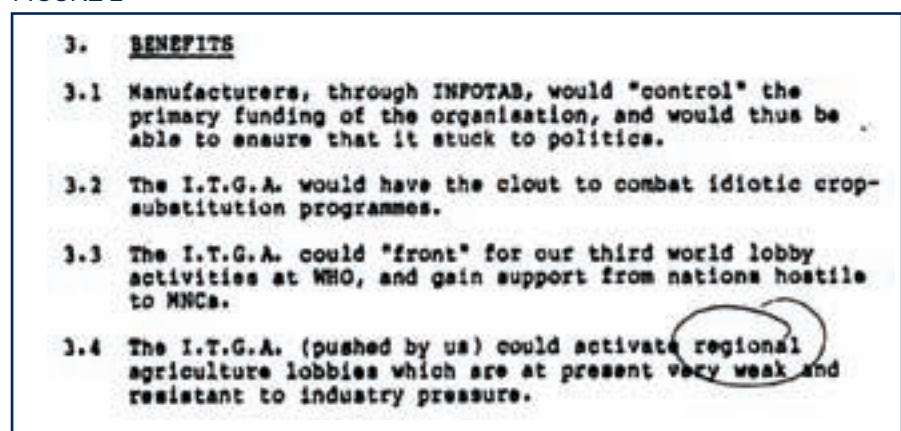 3. BENEFITS
3.1 Manufacturers, through INFOTAB, would "control" the
primary funding of the organisation, and would thus be
able to ensure that it stuck to politics.
3.2 The I.T.G.A. would have the clout to combat idiotic crop-
substitution programmes.
3.3 The I.T.G.A. could "front" for our third world lobby
activities at WHO, and gain support from nations hostile
to MNCs.
3.4 The I.T.G.A. (pushed by us) could activate regional
agriculture lobbies which are at present very weak and
resistant to industry pressure.